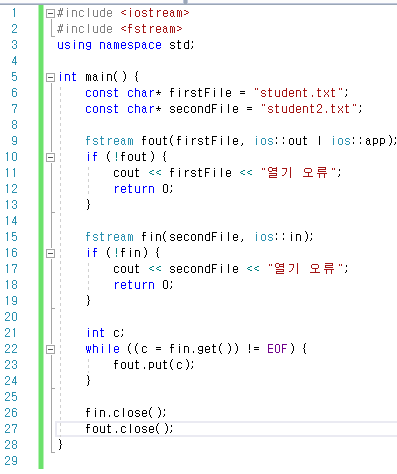 1 #include <iostream>
2 #include <fstream>
3 using namespace std;
4
5 int main() {
6 const char* firstFile = "student.txt";
7 const char* secondFile = "student2.txt";
8
9 fstream fout(firstFile, ios::out | ios::app);
10 if (!fout) {
11 cout << firstFile << "열기 오류";
12 return 0;
13 }
14
15 fstream fin(secondFile, ios::in);
16 if (!fin) {
17 cout << secondFile << "열기 오류";
18 return 0;
19 }
20
21 int c;
22 while ((c = fin.get()) != EOF) {
23 fout.put(c);
24 }
25
26 fin.close();
27 fout.close();
28 }
29